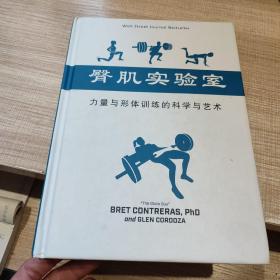 Wall Street Journal Bestseller
臀肌实验室
力量与形体训练的科学与艺术
"The Glute Guy"
BRET CONTRERAS, PhD
and GLEN CORDOZA